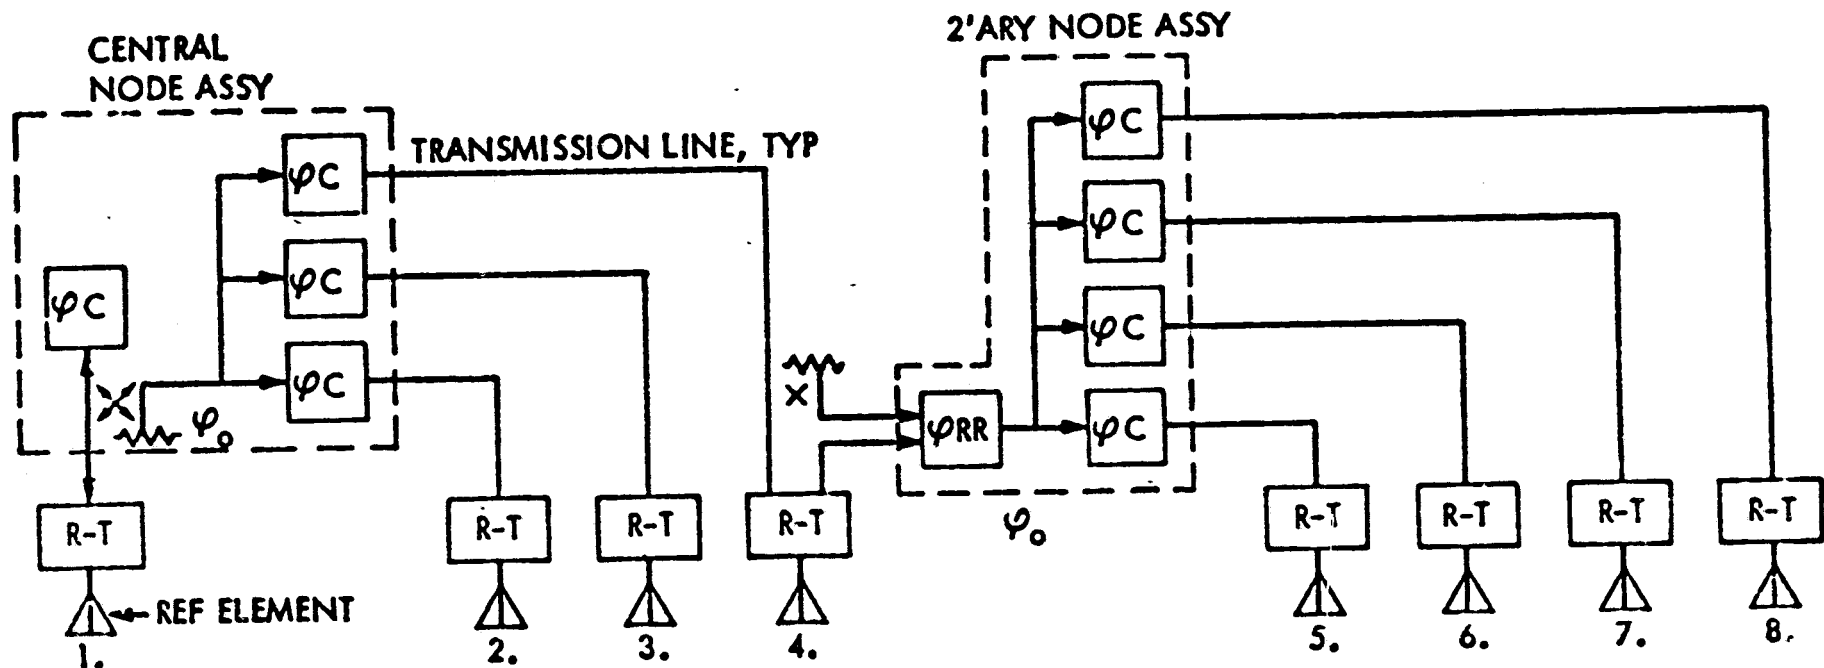 2'ARY NODE ASSY
CENTRAL
NODE ASSY
TRANSMISSION LINE, TYP
φC
φC
φC
φC
φC
φC
φC
φC
X
φRR
φ₀
φ₀
R-T
R-T
R-T
R-T
R-T
R-T
R-T
R-T
REF ELEMENT
1.
2.
3.
4.
5.
6.
7.
8.